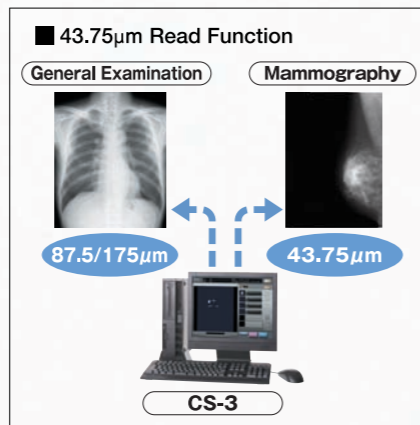 ■ 43.75µm Read Function
General Examination
Mammography
87.5/175µm
43.75µm
CS-3